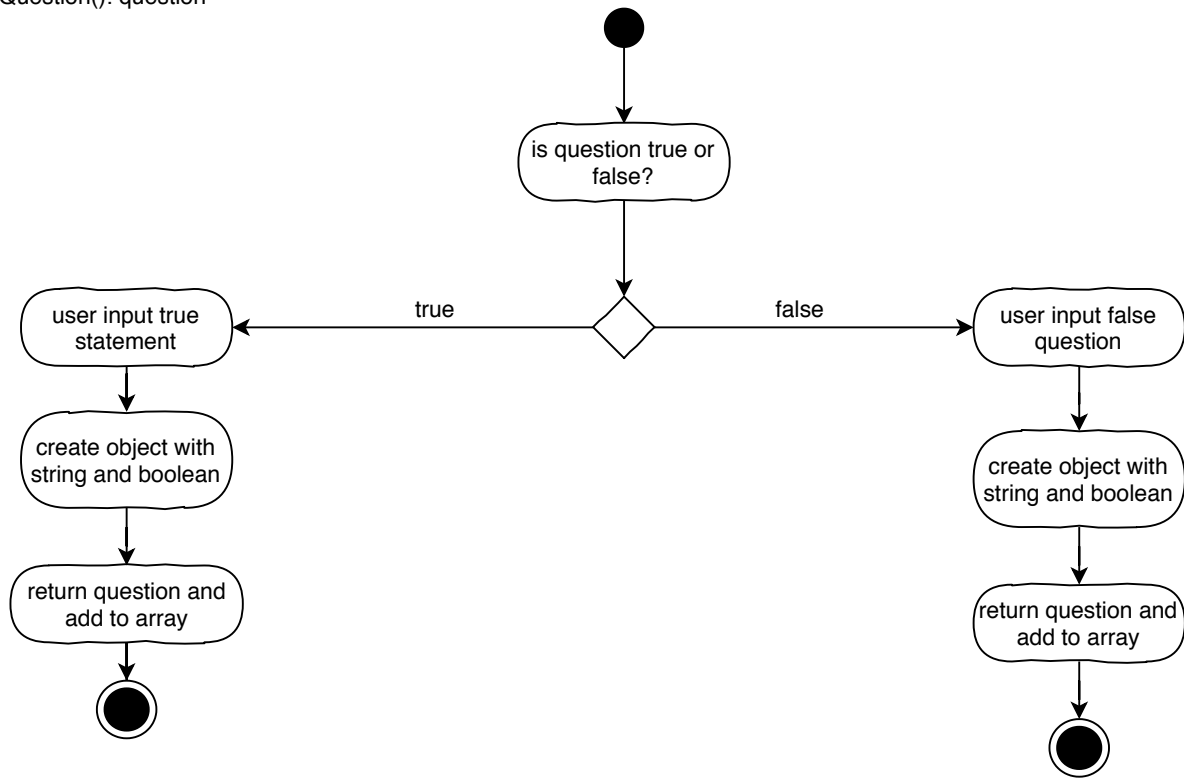 Question(): question
is question true or
false?
true
false
user input true
statement
user input false
question
create object with
string and boolean
create object with
string and boolean
return question and
add to array
return question and
add to array